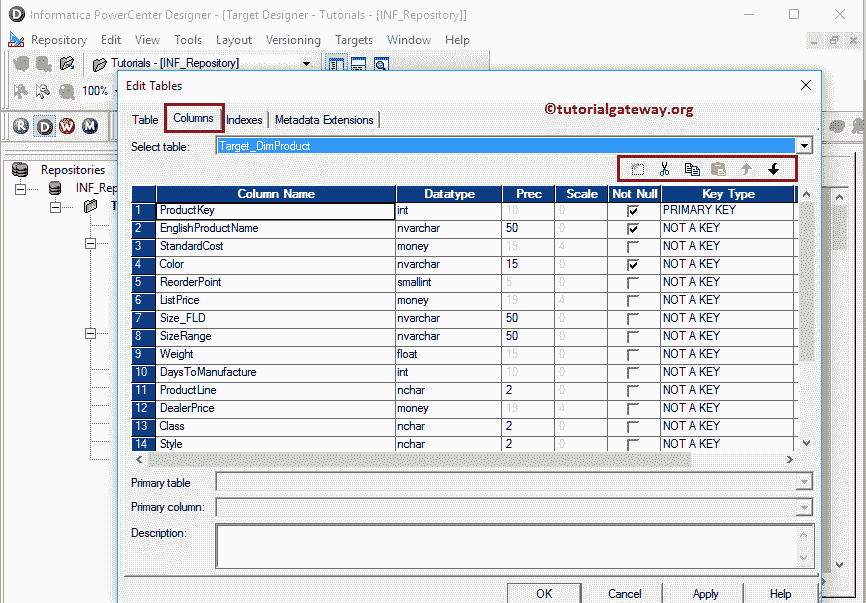 Informatica PowerCenter Designer - [Target Designer - Tutorials - [INF_Repository]]
Repository Edit View Tools Layout Versioning Targets Window Help
Tutorials - [INF_Repository]
100%
Edit Tables
©tutorialgateway.org
Table Columns Indexes Metadata Extensions
R D W M
Select table: Target_DimProduct
Repositories
INF_Rep
Column Name Datatype Prec Scale Not Null Key Type
1 ProductKey int 10 0 PRIMARY KEY
2 EnglishProductName nvarchar 50 0 NOT A KEY
3 StandardCost money 19 4 NOT A KEY
4 Color nvarchar 15 0 NOT A KEY
5 ReorderPoint smallint 5 0 NOT A KEY
6 ListPrice money 19 4 NOT A KEY
7 Size_FLD nvarchar 50 0 NOT A KEY
8 SizeRange nvarchar 50 0 NOT A KEY
9 Weight float 15 0 NOT A KEY
10 DaysToManufacture int 10 0 NOT A KEY
11 ProductLine nchar 2 0 NOT A KEY
12 DealerPrice money 19 4 NOT A KEY
13 Class nchar 2 0 NOT A KEY
14 Style nchar 2 0 NOT A KEY
Primary table
Primary column:
Description:
OK Cancel Apply Help